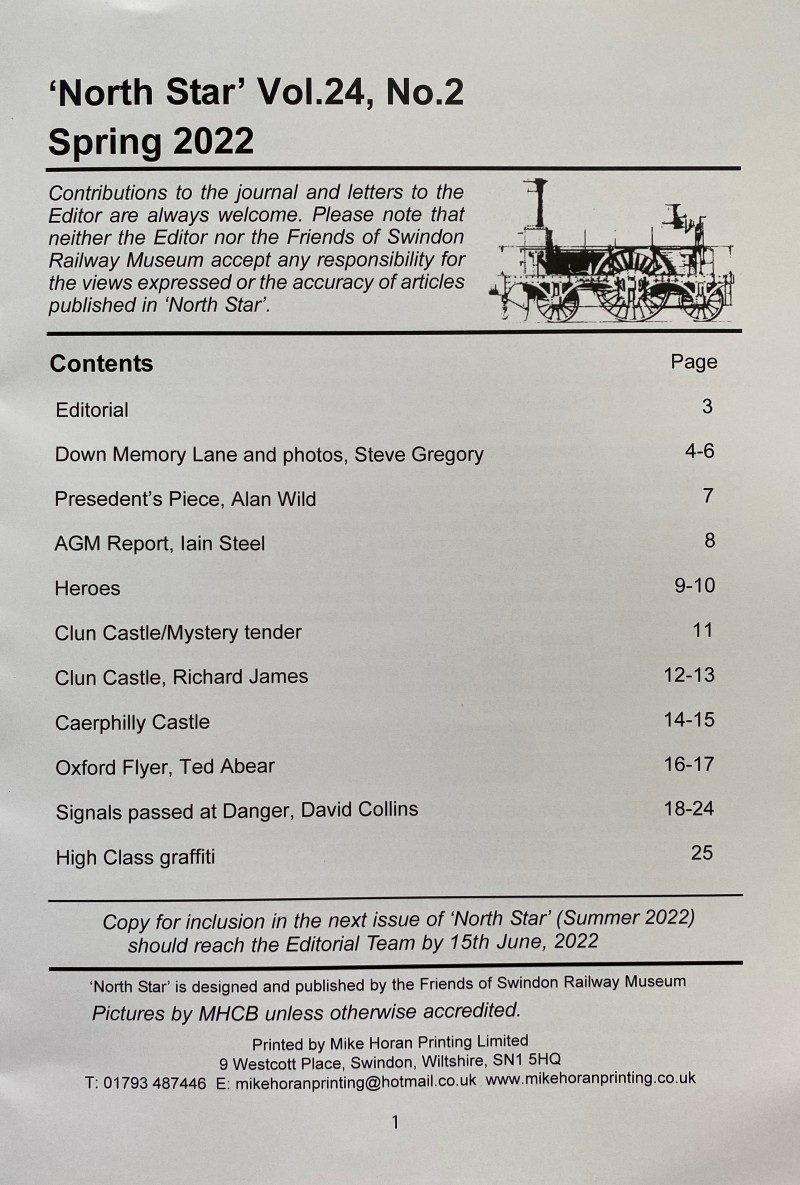 ‘North Star’ Vol.24, No.2
Spring 2022
Contributions to the journal and letters to the
Editor are always welcome. Please note that
neither the Editor nor the Friends of Swindon
Railway Museum accept any responsibility for
the views expressed or the accuracy of articles
published in ‘North Star’.
Contents Page
Editorial 3
Down Memory Lane and photos, Steve Gregory 4-6
Presedent’s Piece, Alan Wild 7
AGM Report, Iain Steel 8
Heroes 9-10
Clun Castle/Mystery tender 11
Clun Castle, Richard James 12-13
Caerphilly Castle 14-15
Oxford Flyer, Ted Abear 16-17
Signals passed at Danger, David Collins 18-24
High Class graffiti 25
Copy for inclusion in the next issue of ‘North Star’ (Summer 2022)
should reach the Editorial Team by 15th June, 2022
‘North Star’ is designed and published by the Friends of Swindon Railway Museum
Pictures by MHCB unless otherwise accredited.
Printed by Mike Horan Printing Limited
9 Westcott Place, Swindon, Wiltshire, SN1 5HQ
T: 01793 487446 E: mikehoranprinting@hotmail.co.uk www.mikehoranprinting.co.uk
1